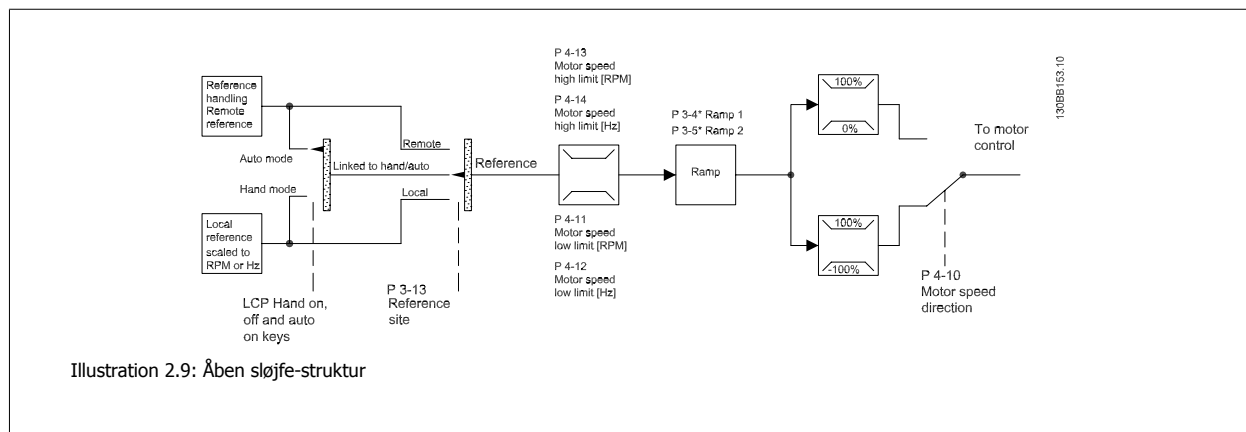 Reference
handling
Remote
reference
Auto mode
Hand mode
Local
reference
scaled to
RPM or Hz
LCP Hand on,
off and auto
on keys
Linked to hand/auto
Remote
Local
P 3-13
Reference
site
Reference
P 4-13
Motor speed
high limit [RPM]
P 4-14
Motor speed
high limit [Hz]
P 4-11
Motor speed
low limit [RPM]
P 4-12
Motor speed
low limit [Hz]
P 3-4* Ramp 1
P 3-5* Ramp 2
Ramp
100%
0%
100%
-100%
To motor
control
P 4-10
Motor speed
direction
130BB153.10
Illustration 2.9: Åben sløjfe-struktur